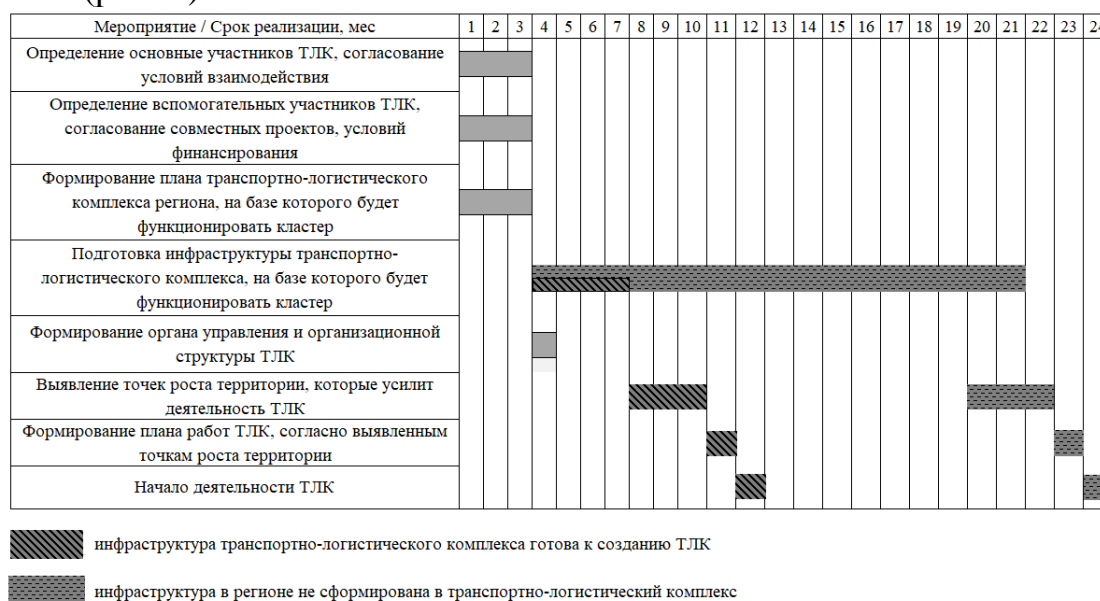 Мероприятие / Срок реализации, мес 1 2 3 4 5 6 7 8 9 10 11 12 13 14 15 16 17 18 19 20 21 22 23 24
Определение основные участников ТЛК, согласование
условий взаимодействия
Определение вспомогательных участников ТЛК,
согласование совместных проектов, условий
финансирования
Формирование плана транспортно-логистического
комплекса региона, на базе которого будет
функционировать кластер
Подготовка инфраструктуры транспортно-
логистического комплекса, на базе которого будет
функционировать кластер
Формирование органа управления и организационной
структуры ТЛК
Выявление точек роста территории, которые усилит
деятельность ТЛК
Формирование плана работ ТЛК, согласно выявленным
точкам роста территории
Начало деятельности ТЛК
инфраструктура транспортно-логистического комплекса готова к созданию ТЛК
инфраструктура в регионе не сформирована в транспортно-логистический комплекс